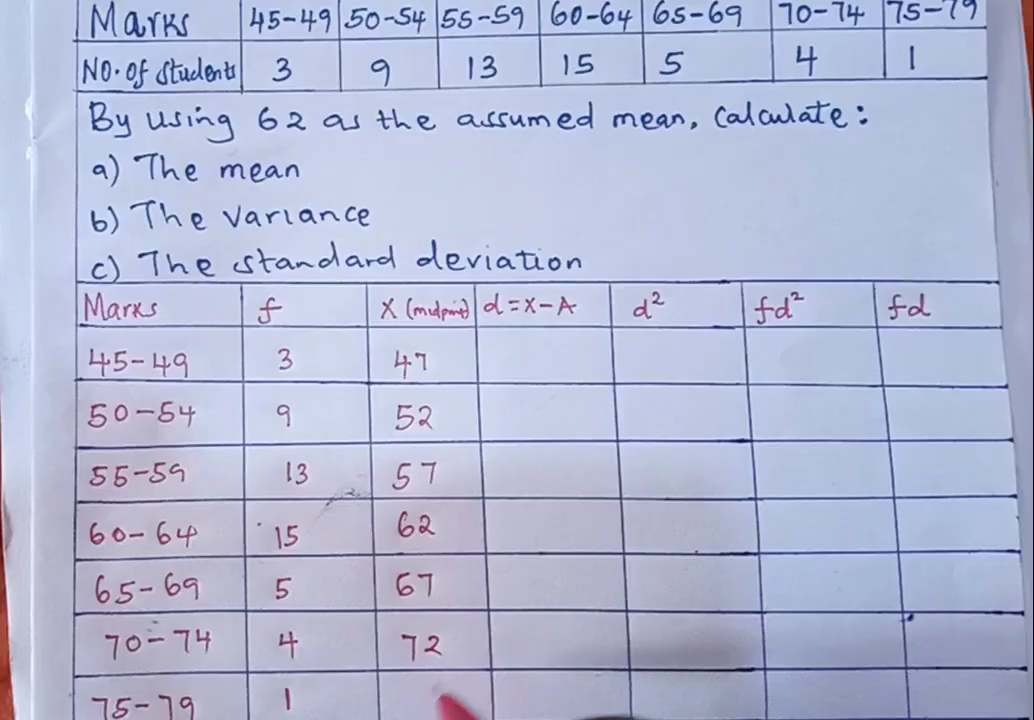 Marks 45-49 50-54 55-59 60-64 65-69 70-74 75-79
NO. of students 3 9 13 15 5 4 1
By using 62 as the assumed mean, calculate:
a) The mean
b) The variance
c) The standard deviation
Marks f X (midpoint) d=X-A d² fd² fd
45-49 3 47
50-54 9 52
55-59 13 57
60-64 15 62
65-69 5 67
70-74 4 72
75-79 1